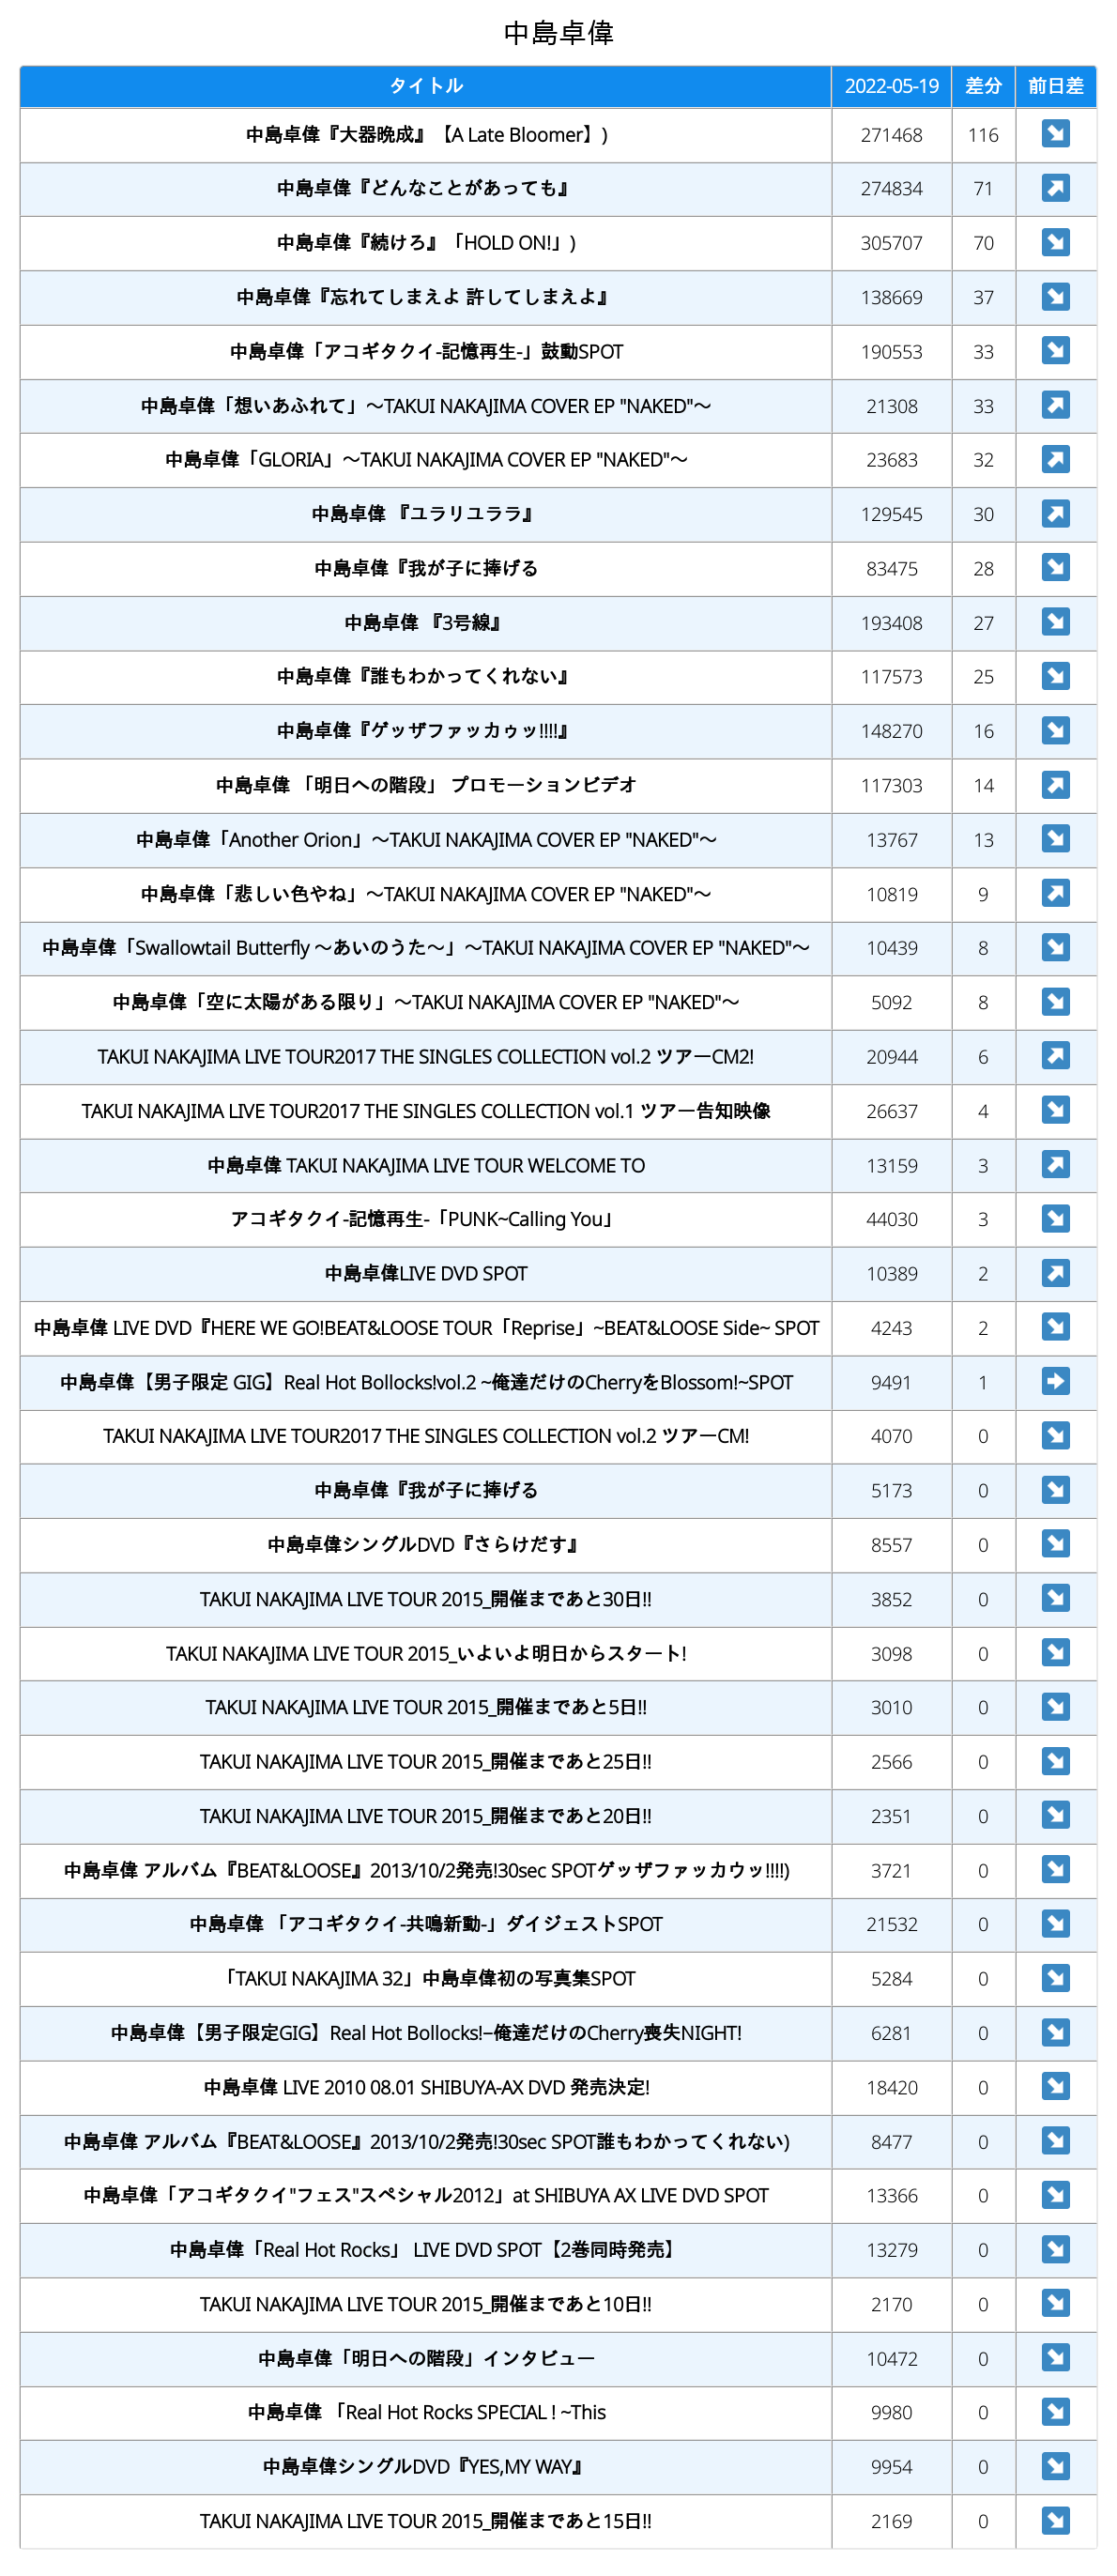 中島卓偉
タイトル 2022-05-19 差分 前日差
中島卓偉『大器晩成』【A Late Bloomer】) 271468 116 ↘
中島卓偉『どんなことがあっても』 274834 71 ↗
中島卓偉『続けろ』「HOLD ON!」) 305707 70 ↘
中島卓偉『忘れてしまえよ 許してしまえよ』 138669 37 ↘
中島卓偉「アコギタクイ-記憶再生-」鼓動SPOT 190553 33 ↘
中島卓偉「想いあふれて」〜TAKUI NAKAJIMA COVER EP "NAKED"〜 21308 33 ↗
中島卓偉「GLORIA」〜TAKUI NAKAJIMA COVER EP "NAKED"〜 23683 32 ↗
中島卓偉 『ユラリユララ』 129545 30 ↗
中島卓偉『我が子に捧げる 83475 28 ↘
中島卓偉 『3号線』 193408 27 ↘
中島卓偉『誰もわかってくれない』 117573 25 ↘
中島卓偉『ゲッザファッカゥッ!!!!』 148270 16 ↘
中島卓偉 「明日への階段」 プロモーションビデオ 117303 14 ↗
中島卓偉「Another Orion」〜TAKUI NAKAJIMA COVER EP "NAKED"〜 13767 13 ↘
中島卓偉「悲しい色やね」〜TAKUI NAKAJIMA COVER EP "NAKED"〜 10819 9 ↗
中島卓偉「Swallowtail Butterfly 〜あいのうた〜」〜TAKUI NAKAJIMA COVER EP "NAKED"〜 10439 8 ↘
中島卓偉「空に太陽がある限り」〜TAKUI NAKAJIMA COVER EP "NAKED"〜 5092 8 ↘
TAKUI NAKAJIMA LIVE TOUR2017 THE SINGLES COLLECTION vol.2 ツアーCM2! 20944 6 ↗
TAKUI NAKAJIMA LIVE TOUR2017 THE SINGLES COLLECTION vol.1 ツアー告知映像 26637 4 ↘
中島卓偉 TAKUI NAKAJIMA LIVE TOUR WELCOME TO 13159 3 ↗
アコギタクイ-記憶再生-「PUNK~Calling You」 44030 3 ↘
中島卓偉LIVE DVD SPOT 10389 2 ↗
中島卓偉 LIVE DVD『HERE WE GO!BEAT&LOOSE TOUR「Reprise」~BEAT&LOOSE Side~ SPOT 4243 2 ↘
中島卓偉【男子限定 GIG】Real Hot Bollocks!vol.2 ~俺達だけのCherryをBlossom!~SPOT 9491 1 →
TAKUI NAKAJIMA LIVE TOUR2017 THE SINGLES COLLECTION vol.2 ツアーCM! 4070 0 ↘
中島卓偉『我が子に捧げる 5173 0 ↘
中島卓偉シングルDVD『さらけだす』 8557 0 ↘
TAKUI NAKAJIMA LIVE TOUR 2015_開催まであと30日!! 3852 0 ↘
TAKUI NAKAJIMA LIVE TOUR 2015_いよいよ明日からスタート! 3098 0 ↘
TAKUI NAKAJIMA LIVE TOUR 2015_開催まであと5日!! 3010 0 ↘
TAKUI NAKAJIMA LIVE TOUR 2015_開催まであと25日!! 2566 0 ↘
TAKUI NAKAJIMA LIVE TOUR 2015_開催まであと20日!! 2351 0 ↘
中島卓偉 アルバム『BEAT&LOOSE』2013/10/2発売!30sec SPOTゲッザファッカウッ!!!!) 3721 0 ↘
中島卓偉 「アコギタクイ-共鳴新動-」ダイジェストSPOT 21532 0 ↘
「TAKUI NAKAJIMA 32」中島卓偉初の写真集SPOT 5284 0 ↘
中島卓偉【男子限定GIG】Real Hot Bollocks!−俺達だけのCherry喪失NIGHT! 6281 0 ↘
中島卓偉 LIVE 2010 08.01 SHIBUYA-AX DVD 発売決定! 18420 0 ↘
中島卓偉 アルバム『BEAT&LOOSE』2013/10/2発売!30sec SPOT誰もわかってくれない) 8477 0 ↘
中島卓偉「アコギタクイ"フェス"スペシャル2012」at SHIBUYA AX LIVE DVD SPOT 13366 0 ↘
中島卓偉「Real Hot Rocks」 LIVE DVD SPOT【2巻同時発売】 13279 0 ↘
TAKUI NAKAJIMA LIVE TOUR 2015_開催まであと10日!! 2170 0 ↘
中島卓偉「明日への階段」インタビュー 10472 0 ↘
中島卓偉 「Real Hot Rocks SPECIAL ! ~This 9980 0 ↘
中島卓偉シングルDVD『YES,MY WAY』 9954 0 ↘
TAKUI NAKAJIMA LIVE TOUR 2015_開催まであと15日!! 2169 0 ↘